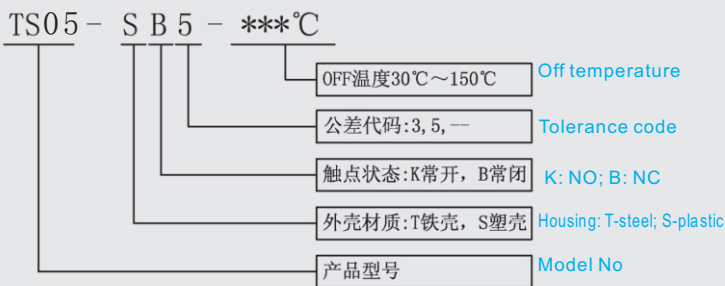 TS05- S B 5 - ***℃
OFF温度30℃～150℃ Off temperature
公差代码:3,5,-- Tolerance code
触点状态:K常开，B常闭 K: NO; B: NC
外壳材质:T铁壳，S塑壳 Housing: T-steel; S-plastic
产品型号 Model No